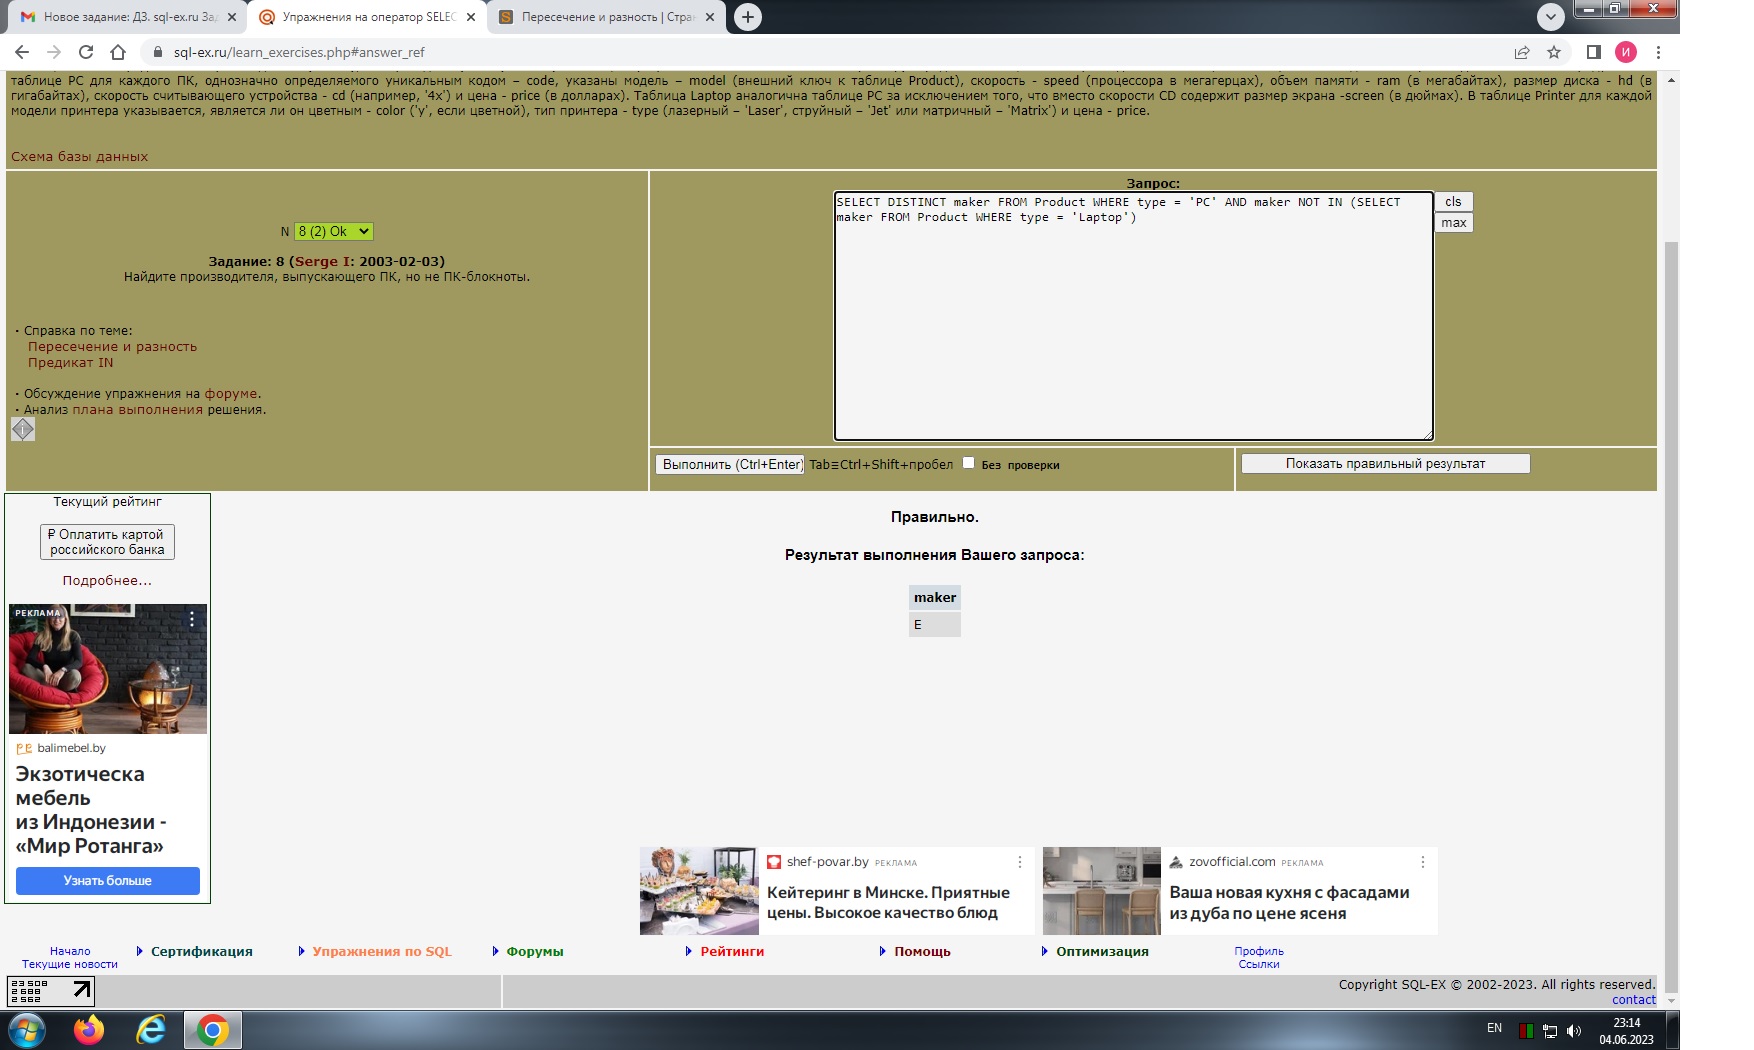 Новое задание: ДЗ. sql-ex.ru Зад
Упражнения на оператор SELEC
Пересечение и разность | Стран
sql-ex.ru/learn_exercises.php#answer_ref
И
таблице PC для каждого ПК, однозначно определяемого уникальным кодом – code, указаны модель – model (внешний ключ к таблице Product), скорость - speed (процессора в мегагерцах), объем памяти - ram (в мегабайтах), размер диска - hd (в
гигабайтах), скорость считывающего устройства - cd (например, '4x') и цена - price (в долларах). Таблица Laptop аналогична таблице РС за исключением того, что вместо скорости CD содержит размер экрана -screen (в дюймах). В таблице Printer для каждой
модели принтера указывается, является ли он цветным - color ('y', если цветной), тип принтера - type (лазерный – 'Laser', струйный – 'Jet' или матричный – 'Matrix') и цена - price.
Схема базы данных
N 8 (2) Ok
Задание: 8 (Serge I: 2003-02-03)
Найдите производителя, выпускающего ПК, но не ПК-блокноты.
· Справка по теме:
Пересечение и разность
Предикат IN
· Обсуждение упражнения на форуме.
· Анализ плана выполнения решения.
Запрос:
SELECT DISTINCT maker FROM Product WHERE type = 'PC' AND maker NOT IN (SELECT
maker FROM Product WHERE type = 'Laptop')
cls
max
Выполнить (Ctrl+Enter) Tab≡Ctrl+Shift+пробел Без проверки
Показать правильный результат
Текущий рейтинг
₽ Оплатить картой
российского банка
Подробнее...
РЕКЛАМА
balimebel.by
Экзотическа
мебель
из Индонезии -
«Мир Ротанга»
Узнать больше
Правильно.
Результат выполнения Вашего запроса:
maker
E
shef-povar.by РЕКЛАМА
Кейтеринг в Минске. Приятные
цены. Высокое качество блюд
zovofficial.com РЕКЛАМА
Ваша новая кухня с фасадами
из дуба по цене ясеня
Начало
Текущие новости
Сертификация
Упражнения по SQL
Форумы
Рейтинги
Помощь
Оптимизация
Профиль
Ссылки
23 508
2 688
2 562
Copyright SQL-EX © 2002-2023. All rights reserved.
contact
EN
23:14
04.06.2023